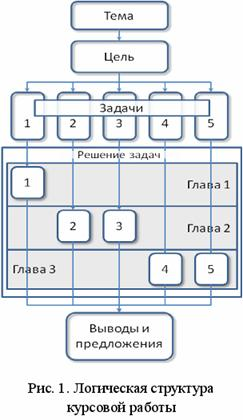 Тема
Цель
Задачи
1 2 3 4 5
Решение задач
1 Глава 1
2 3 Глава 2
Глава 3 4 5
Выводы и
предложения
Рис. 1. Логическая структура
курсовой работы